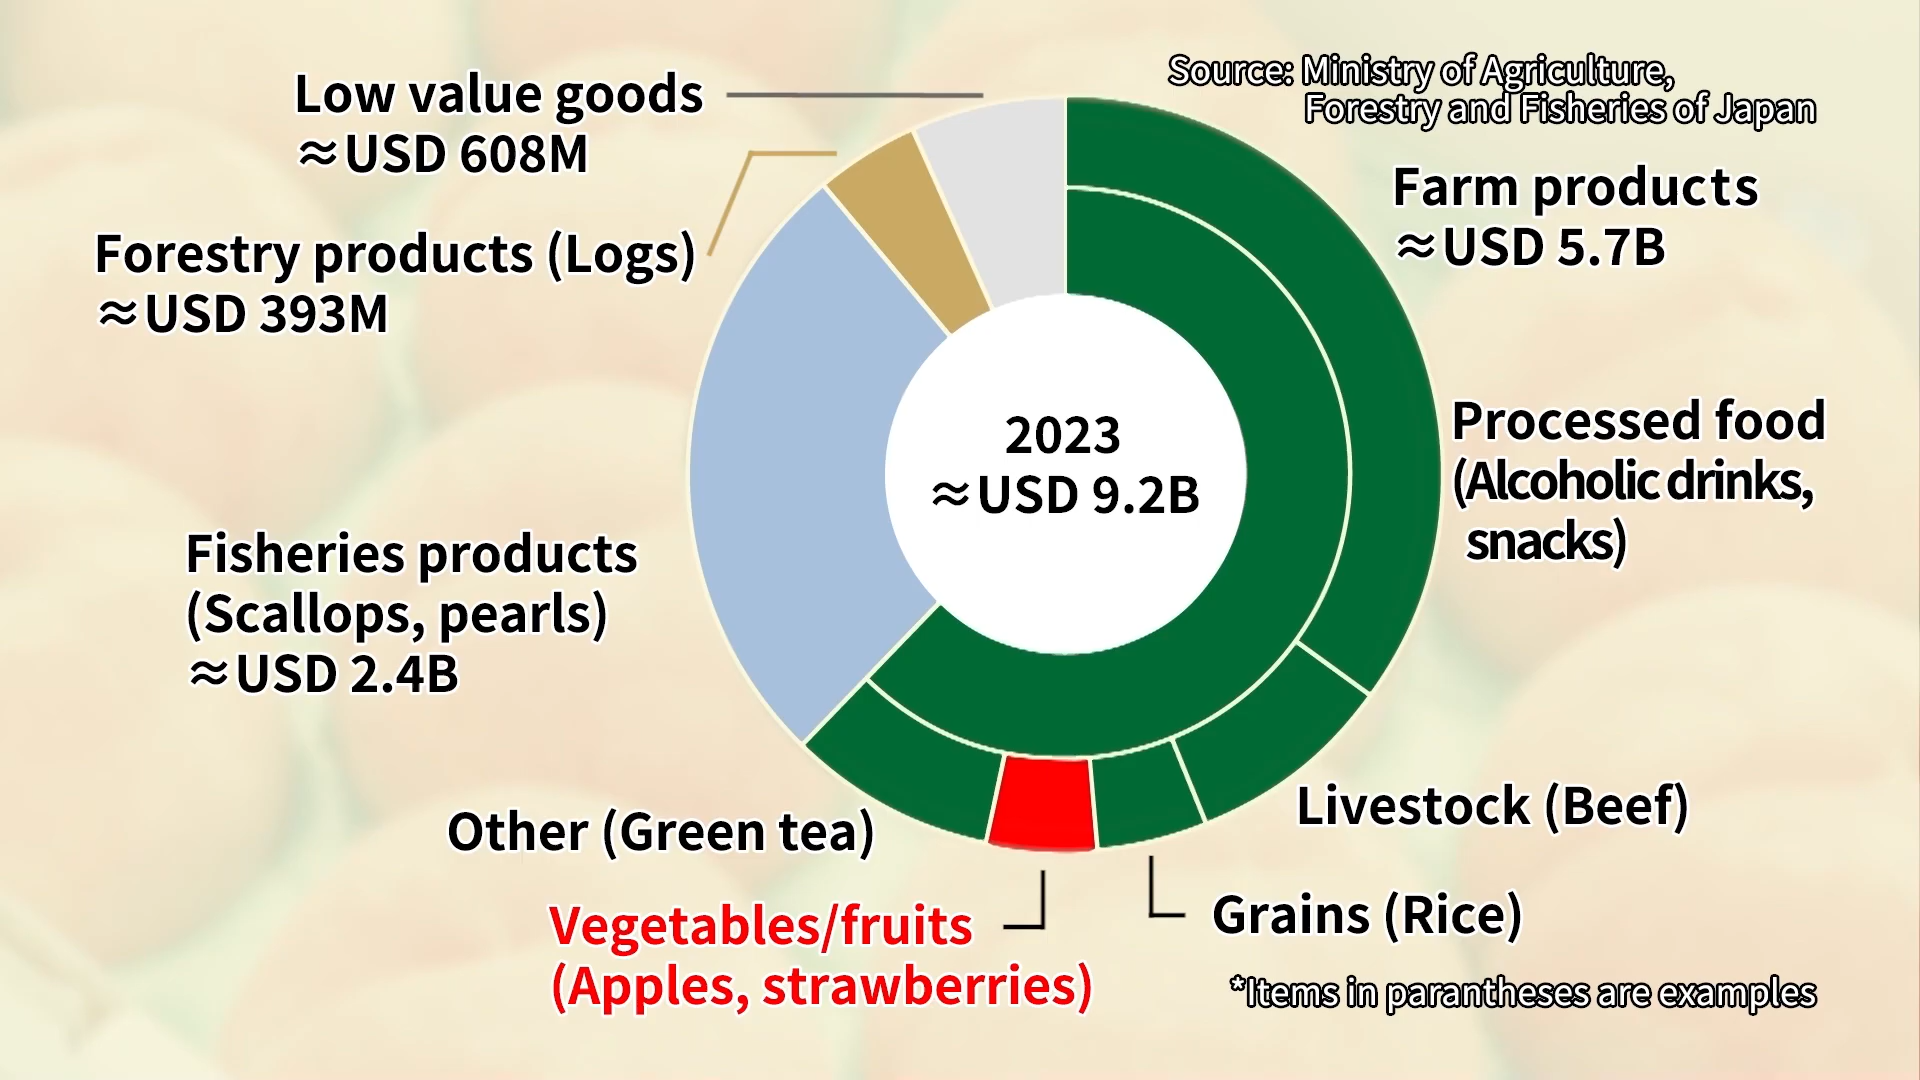 Source: Ministry of Agriculture,
Forestry and Fisheries of Japan
Low value goods
≈USD 608M
Forestry products (Logs)
≈USD 393M
Farm products
≈USD 5.7B
Processed food
(Alcoholic drinks,
snacks)
2023
≈USD 9.2B
Fisheries products
(Scallops, pearls)
≈USD 2.4B
Other (Green tea)
Livestock (Beef)
Vegetables/fruits
(Apples, strawberries)
Grains (Rice)
*Items in parantheses are examples